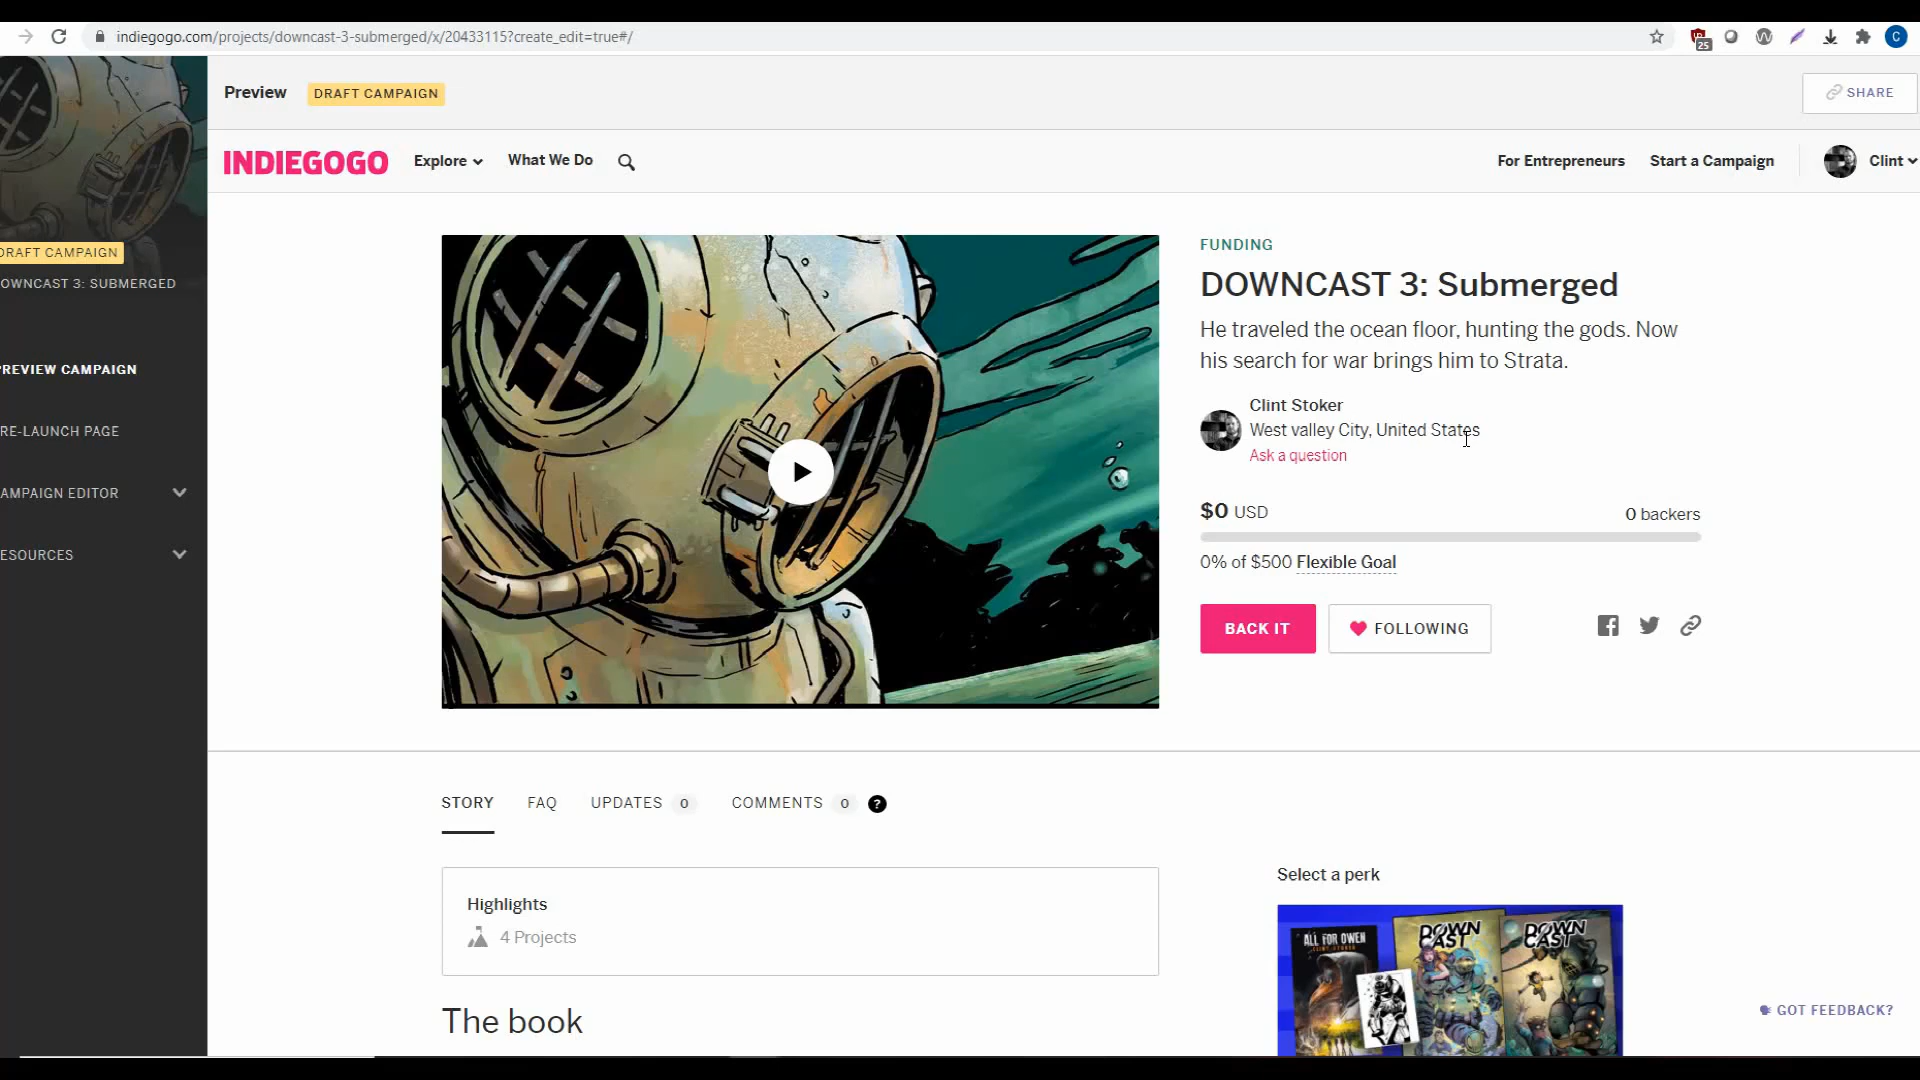 indiegogo.com/projects/downcast-3-submerged/x/20433115?create_edit=true#/
25
C
Preview
DRAFT CAMPAIGN
SHARE
INDIEGOGO
Explore
What We Do
For Entrepreneurs
Start a Campaign
Clint
DRAFT CAMPAIGN
OWNCAST 3: SUBMERGED
PREVIEW CAMPAIGN
RE-LAUNCH PAGE
AMPAIGN EDITOR
ESOURCES
FUNDING
DOWNCAST 3: Submerged
He traveled the ocean floor, hunting the gods. Now
his search for war brings him to Strata.
Clint Stoker
West valley City, United States
Ask a question
$0 USD
0 backers
0% of $500 Flexible Goal
BACK IT
FOLLOWING
STORY
FAQ
UPDATES 0
COMMENTS 0
?
Highlights
4 Projects
The book
Select a perk
ALL FOR OWEN
CLINT STOKER
DOWN
CAST
DOWN
CAST
GOT FEEDBACK?